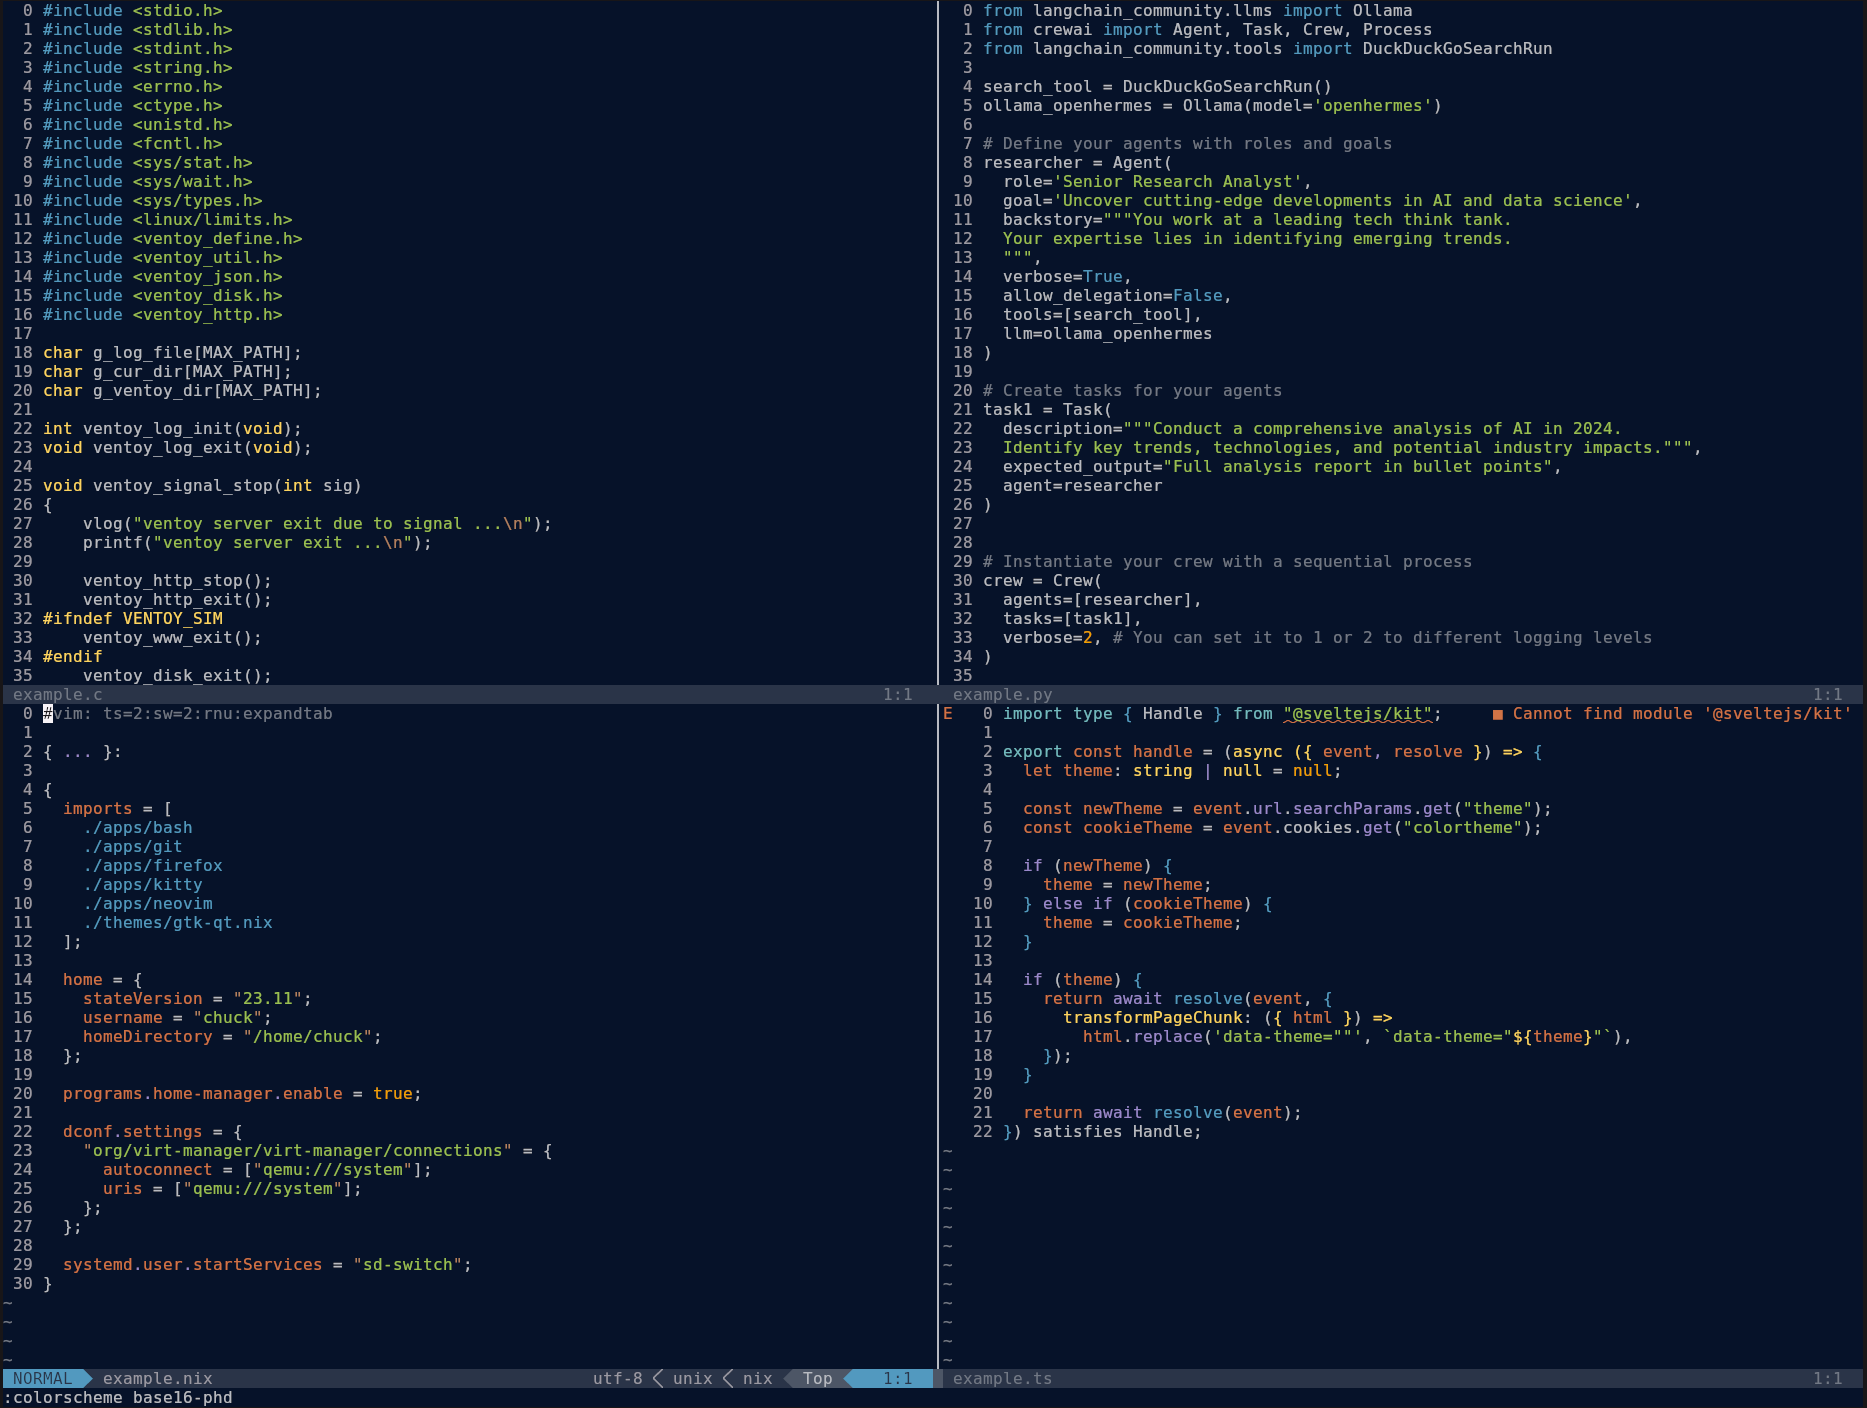 0 #include <stdio.h>
1 #include <stdlib.h>
2 #include <stdint.h>
3 #include <string.h>
4 #include <errno.h>
5 #include <ctype.h>
6 #include <unistd.h>
7 #include <fcntl.h>
8 #include <sys/stat.h>
9 #include <sys/wait.h>
10 #include <sys/types.h>
11 #include <linux/limits.h>
12 #include <ventoy_define.h>
13 #include <ventoy_util.h>
14 #include <ventoy_json.h>
15 #include <ventoy_disk.h>
16 #include <ventoy_http.h>
17
18 char g_log_file[MAX_PATH];
19 char g_cur_dir[MAX_PATH];
20 char g_ventoy_dir[MAX_PATH];
21
22 int ventoy_log_init(void);
23 void ventoy_log_exit(void);
24
25 void ventoy_signal_stop(int sig)
26 {
27     vlog("ventoy server exit due to signal ...\n");
28     printf("ventoy server exit ...\n");
29
30     ventoy_http_stop();
31     ventoy_http_exit();
32 #ifndef VENTOY_SIM
33     ventoy_www_exit();
34 #endif
35     ventoy_disk_exit();
example.c 1:1
0 from langchain_community.llms import Ollama
1 from crewai import Agent, Task, Crew, Process
2 from langchain_community.tools import DuckDuckGoSearchRun
3
4 search_tool = DuckDuckGoSearchRun()
5 ollama_openhermes = Ollama(model='openhermes')
6
7 # Define your agents with roles and goals
8 researcher = Agent(
9   role='Senior Research Analyst',
10   goal='Uncover cutting-edge developments in AI and data science',
11   backstory="""You work at a leading tech think tank.
12   Your expertise lies in identifying emerging trends.
13   """,
14   verbose=True,
15   allow_delegation=False,
16   tools=[search_tool],
17   llm=ollama_openhermes
18 )
19
20 # Create tasks for your agents
21 task1 = Task(
22   description="""Conduct a comprehensive analysis of AI in 2024.
23   Identify key trends, technologies, and potential industry impacts.""",
24   expected_output="Full analysis report in bullet points",
25   agent=researcher
26 )
27
28
29 # Instantiate your crew with a sequential process
30 crew = Crew(
31   agents=[researcher],
32   tasks=[task1],
33   verbose=2, # You can set it to 1 or 2 to different logging levels
34 )
35
example.py 1:1
0 #vim: ts=2:sw=2:rnu:expandtab
1
2 { ... }:
3
4 {
5   imports = [
6     ./apps/bash
7     ./apps/git
8     ./apps/firefox
9     ./apps/kitty
10     ./apps/neovim
11     ./themes/gtk-qt.nix
12   ];
13
14   home = {
15     stateVersion = "23.11";
16     username = "chuck";
17     homeDirectory = "/home/chuck";
18   };
19
20   programs.home-manager.enable = true;
21
22   dconf.settings = {
23     "org/virt-manager/virt-manager/connections" = {
24       autoconnect = ["qemu:///system"];
25       uris = ["qemu:///system"];
26     };
27   };
28
29   systemd.user.startServices = "sd-switch";
30 }
~
~
~
~
NORMAL example.nix utf-8 unix nix Top 1:1
E 0 import type { Handle } from "@sveltejs/kit";     ■ Cannot find module '@sveltejs/kit'
1
2 export const handle = (async ({ event, resolve }) => {
3   let theme: string | null = null;
4
5   const newTheme = event.url.searchParams.get("theme");
6   const cookieTheme = event.cookies.get("colortheme");
7
8   if (newTheme) {
9     theme = newTheme;
10   } else if (cookieTheme) {
11     theme = cookieTheme;
12   }
13
14   if (theme) {
15     return await resolve(event, {
16       transformPageChunk: ({ html }) =>
17         html.replace('data-theme=""', `data-theme="${theme}"`),
18     });
19   }
20
21   return await resolve(event);
22 }) satisfies Handle;
~
~
~
~
~
~
~
~
~
~
~
~
example.ts 1:1
:colorscheme base16-phd